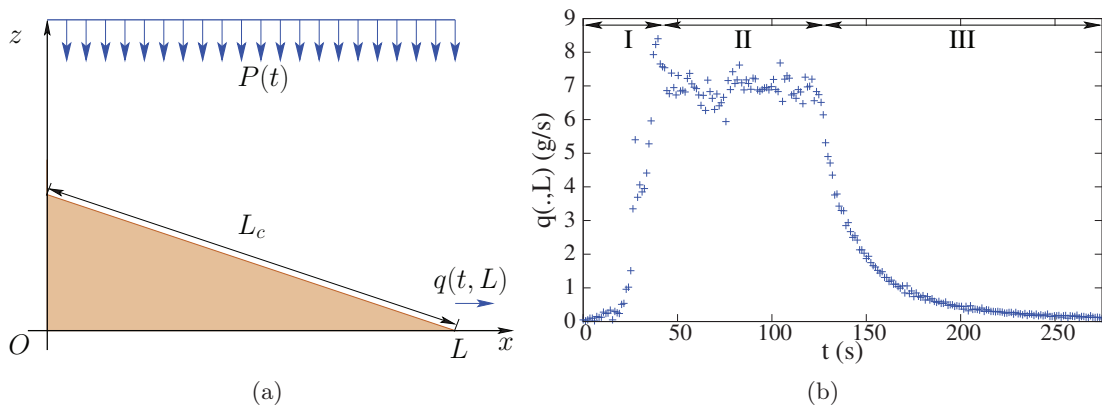 z
P(t)
L_c
q(t, L)
O
L
x
(a)
q(.,L) (g/s)
9
8
7
6
5
4
3
2
1
0
I
II
III
0 50 100 150 200 250
t (s)
(b)